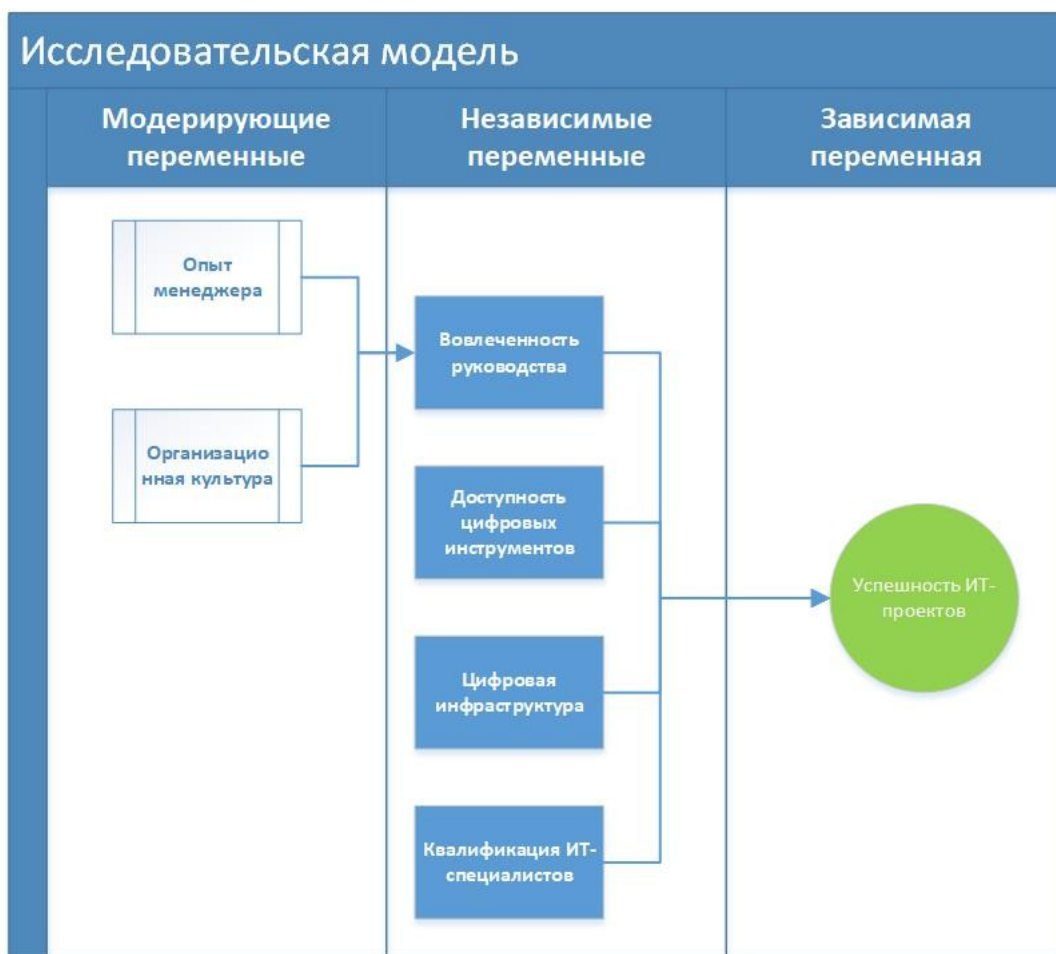 Исследовательская модель
Модерирующие
переменные
Независимые
переменные
Зависимая
переменная
Опыт
менеджера
Организацио
нная культура
Вовлеченность
руководства
Доступность
цифровых
инструментов
Цифровая
инфраструктура
Квалификация ИТ-
специалистов
Успешность ИТ-
проектов